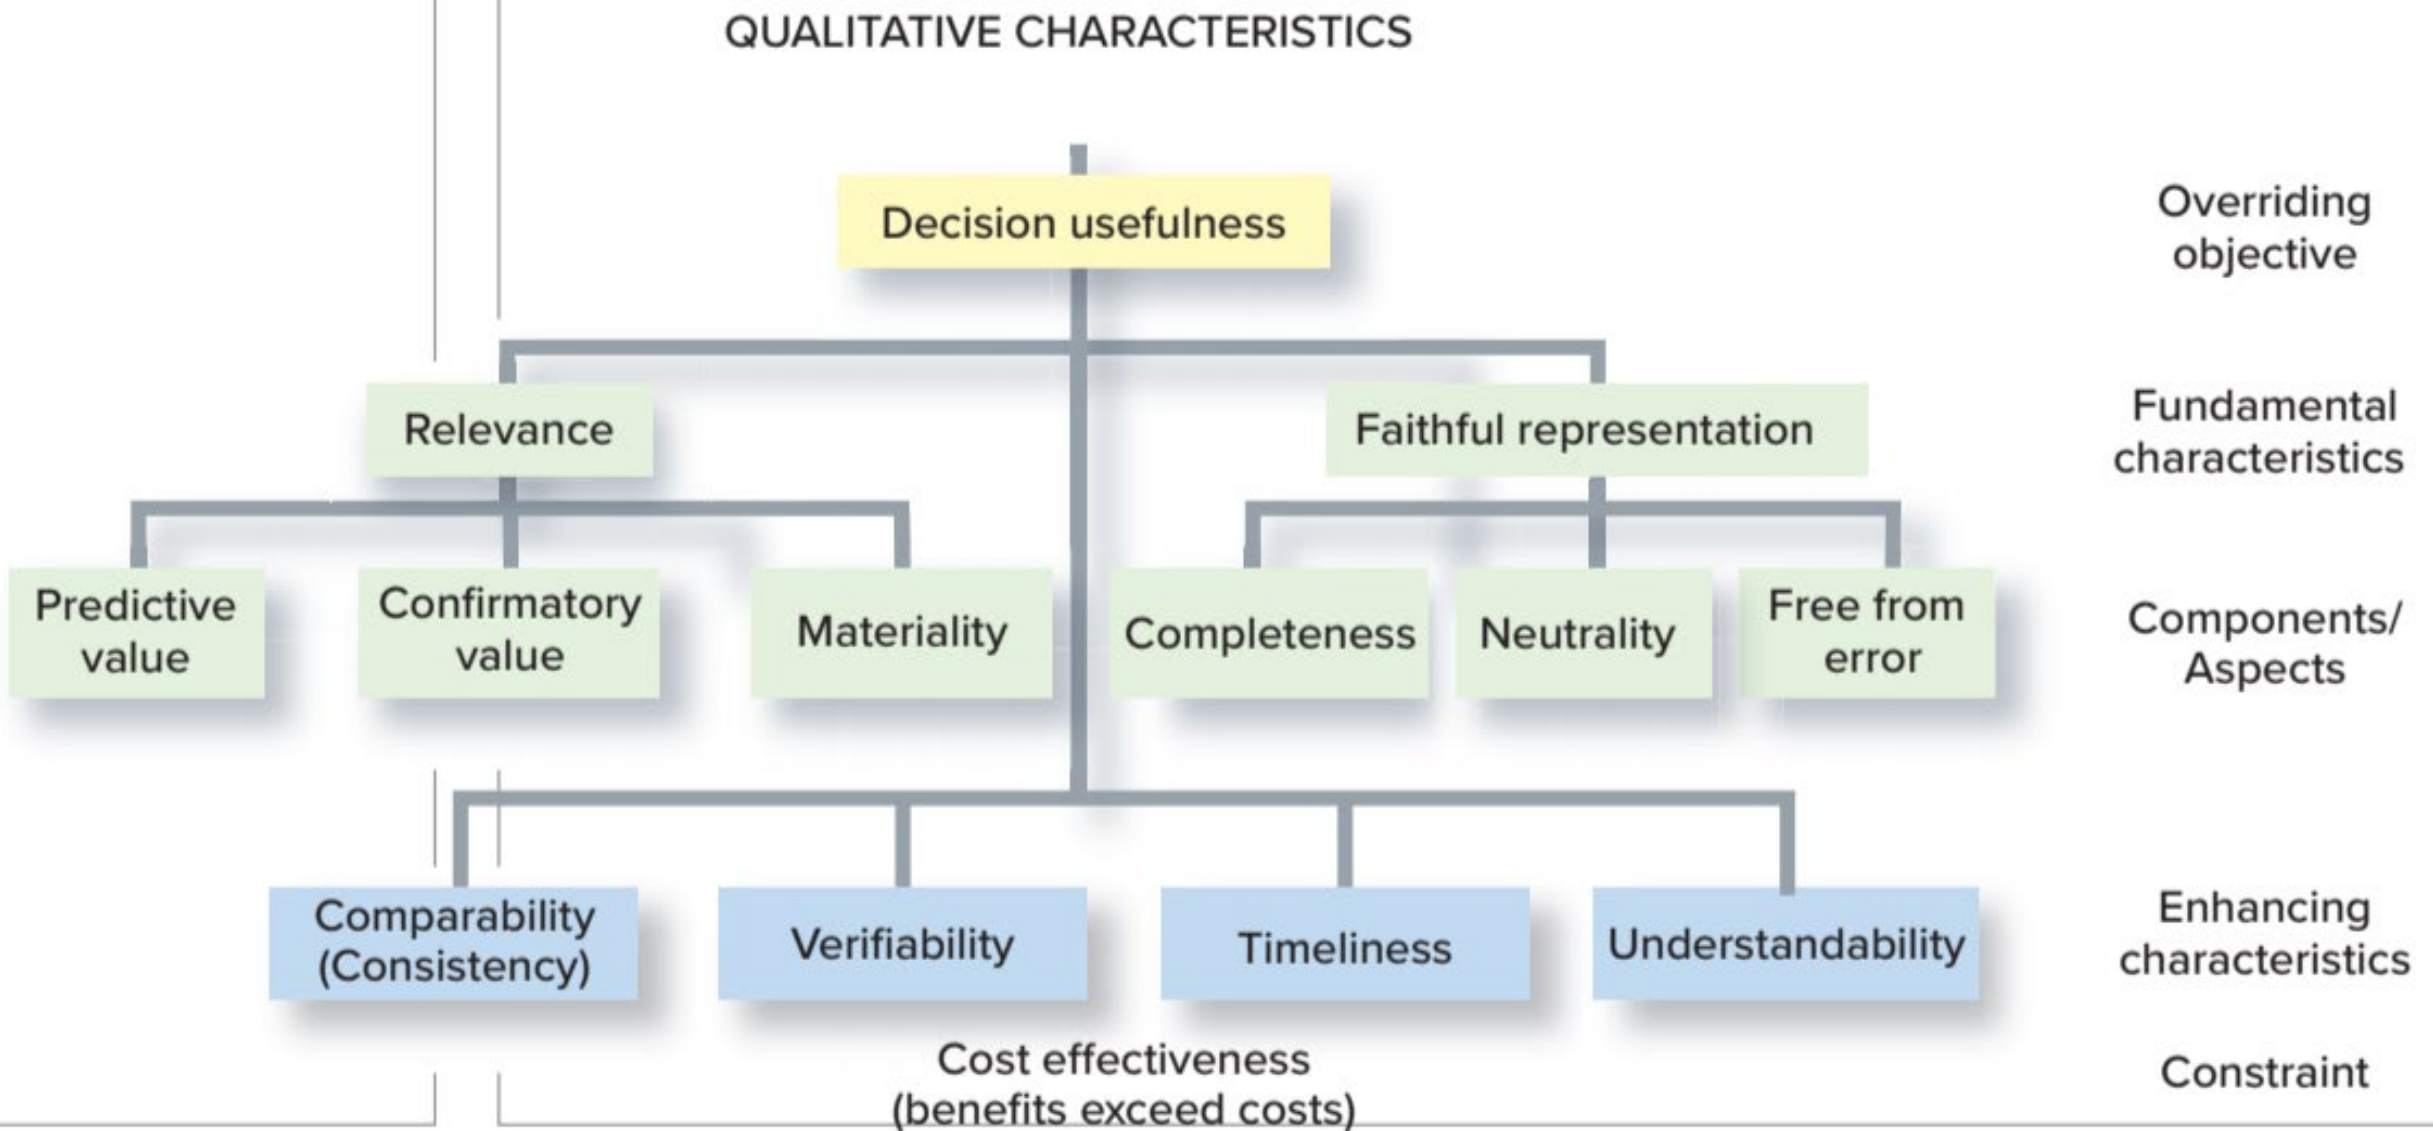 QUALITATIVE CHARACTERISTICS
Decision usefulness
Overriding
objective
Relevance
Faithful representation
Fundamental
characteristics
Predictive
value
Confirmatory
value
Materiality
Completeness
Neutrality
Free from
error
Components/
Aspects
Comparability
(Consistency)
Verifiability
Timeliness
Understandability
Enhancing
characteristics
Cost effectiveness
(benefits exceed costs)
Constraint